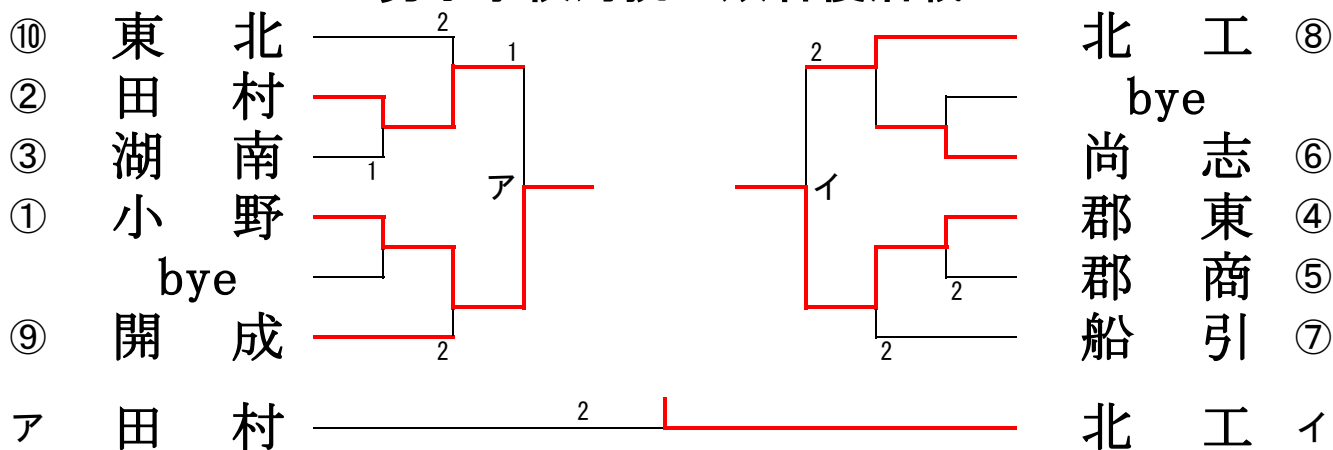 ⑩ 東 北 2 1 2 北 工 ⑧
② 田 村 bye
③ 湖 南 1 ア イ 尚 志 ⑥
① 小 野 郡 東 ④
bye 郡 商 ⑤ 2
⑨ 開 成 2 2 船 引 ⑦
ア 田 村 2 北 工 イ